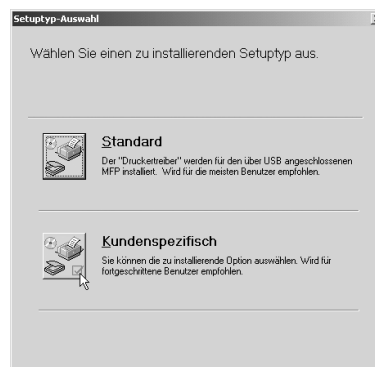 Setuptyp-Auswahl
Wählen Sie einen zu installierenden Setuptyp aus.
Standard
Der "Druckertreiber" werden für den über USB angeschlossenen
MFP installiert. Wird für die meisten Benutzer empfohlen.
Kundenspezifisch
Sie können die zu installierende Option auswählen. Wird für
fortgeschrittene Benutzer empfohlen.